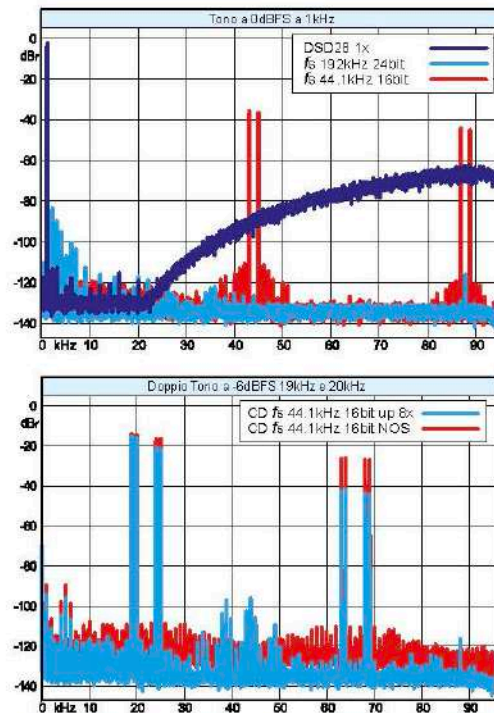 Tono a 0dBFS a 1kHz
0
dBr
-20
-40
-60
-80
-100
-120
-140
DSD28 1x
fs 192kHz 24bit
fs 44.1kHz 16bit
0 kHz 10 20 30 40 50 60 70 80 90
Doppio Tono a -6dBFS 19kHz e 20kHz
0
dBr
-20
-40
-60
-80
-100
-120
-140
CD fs 44.1kHz 16bit up 8x
CD fs 44.1kHz 16bit NOS
0 kHz 10 20 30 40 50 60 70 80 90